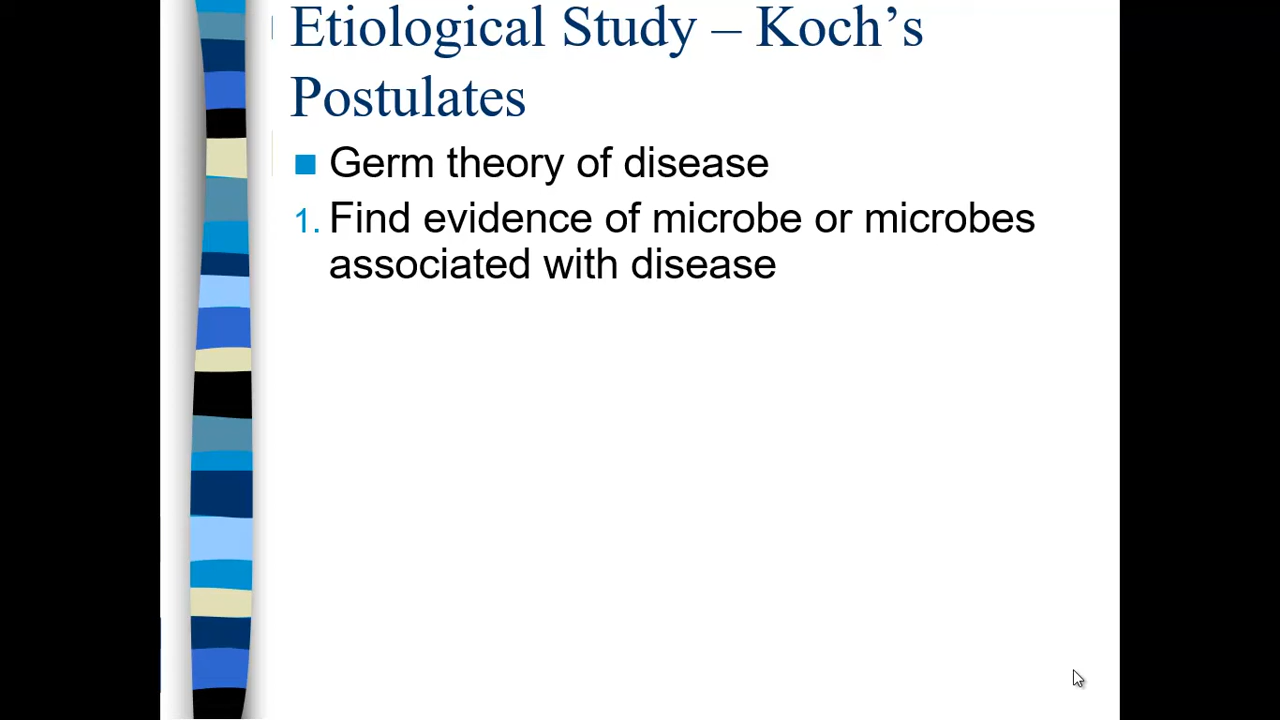 Etiological Study – Koch’s
Postulates
Germ theory of disease
1. Find evidence of microbe or microbes
associated with disease